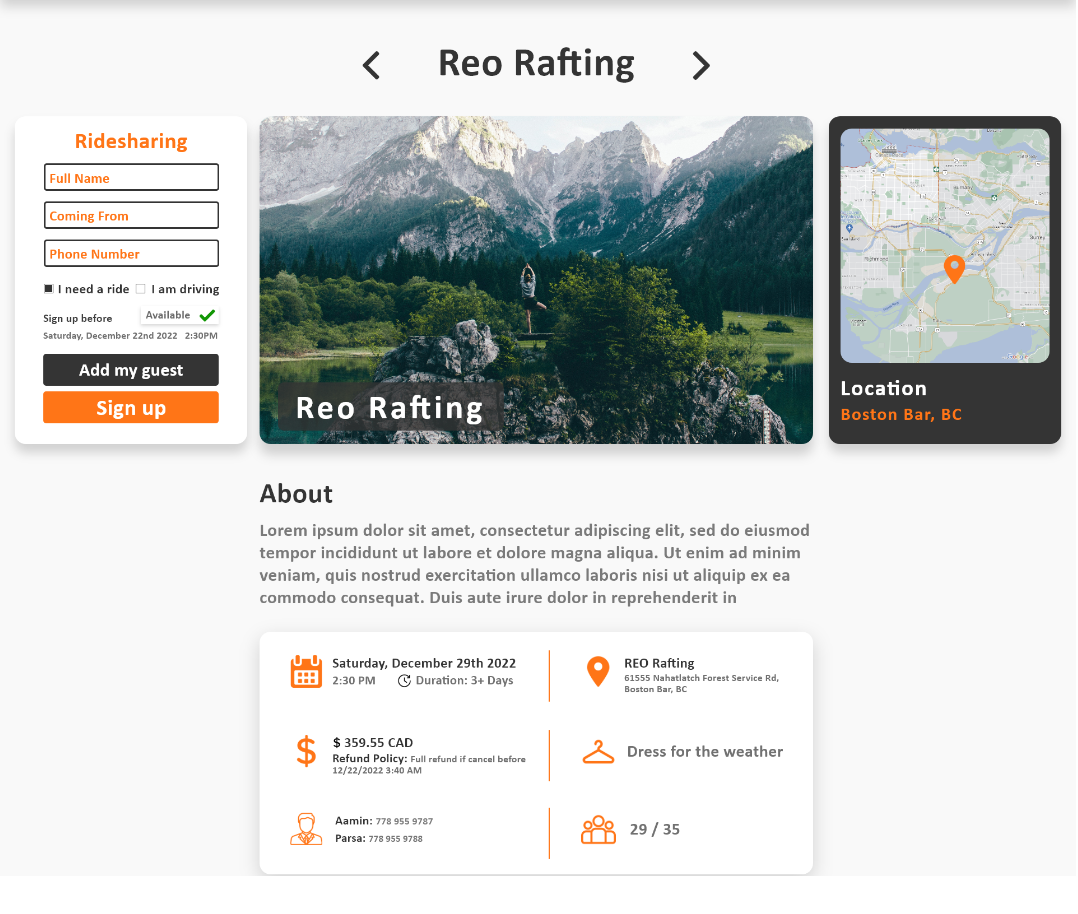 Reo Rafting
Ridesharing
Full Name
Coming From
Phone Number
I need a ride I am driving
Sign up before Available
Saturday, December 22nd 2022 2:30PM
Add my guest
Sign up
Reo Rafting
Richmond
Surrey
Google
Location
Boston Bar, BC
About
Lorem ipsum dolor sit amet, consectetur adipiscing elit, sed do eiusmod
tempor incididunt ut labore et dolore magna aliqua. Ut enim ad minim
veniam, quis nostrud exercitation ullamco laboris nisi ut aliquip ex ea
commodo consequat. Duis aute irure dolor in reprehenderit in
Saturday, December 29th 2022
2:30 PM Duration: 3+ Days
REO Rafting
61555 Nahatlatch Forest Service Rd,
Boston Bar, BC
$ 359.55 CAD
Refund Policy: Full refund if cancel before
12/22/2022 3:40 AM
Dress for the weather
Aamin: 778 955 9787
Parsa: 778 955 9788
29 / 35